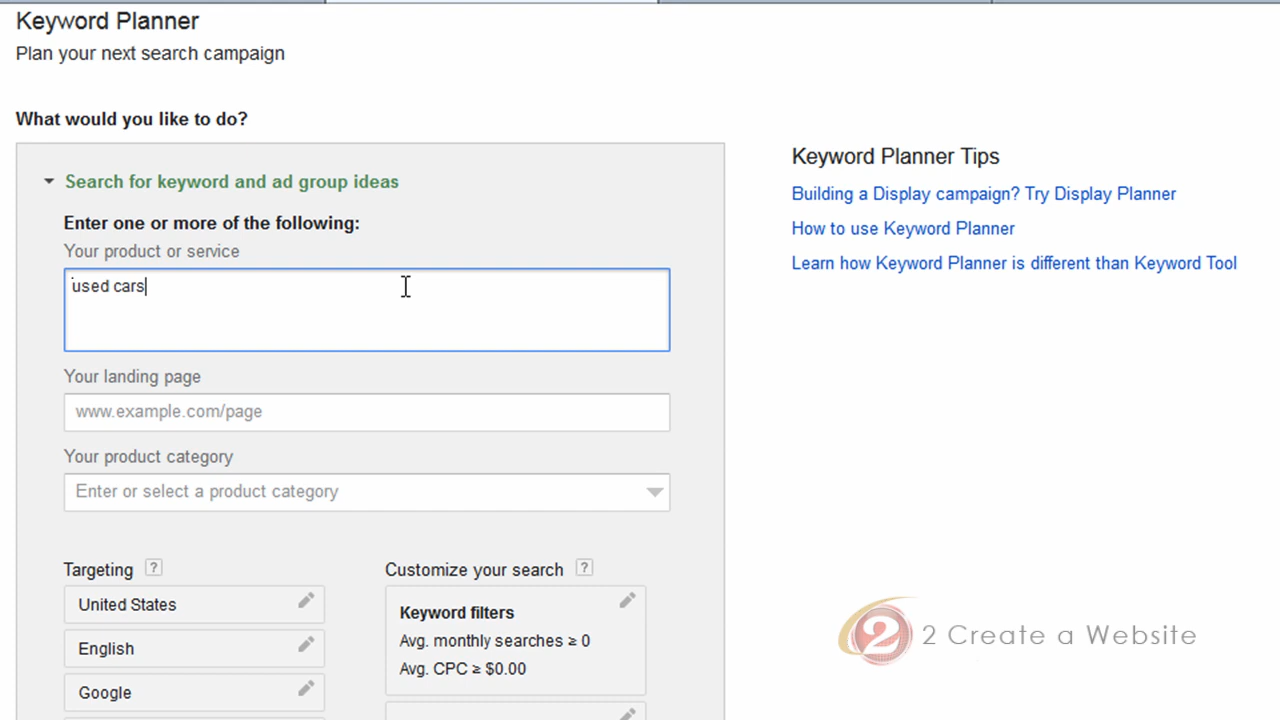 Keyword Planner
Plan your next search campaign
What would you like to do?
Search for keyword and ad group ideas
Enter one or more of the following:
Your product or service
used cars
Your landing page
www.example.com/page
Your product category
Enter or select a product category
Targeting ?
United States
English
Google
Customize your search ?
Keyword filters
Avg. monthly searches ≥ 0
Avg. CPC ≥ $0.00
Keyword Planner Tips
Building a Display campaign? Try Display Planner
How to use Keyword Planner
Learn how Keyword Planner is different than Keyword Tool
2 2 Create a Website